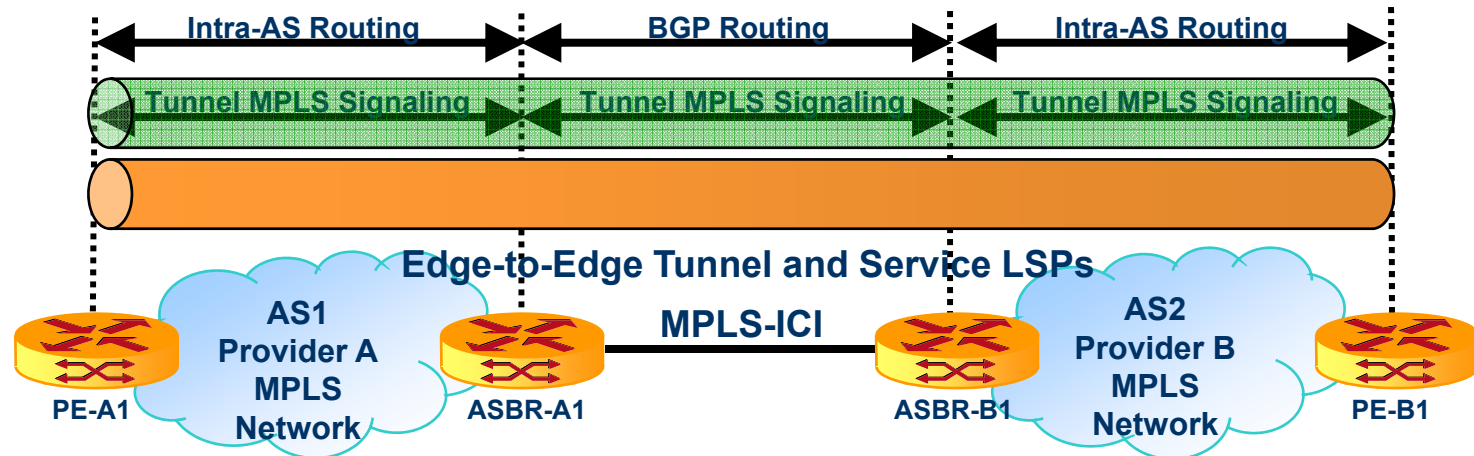 Intra-AS Routing
BGP Routing
Intra-AS Routing
Tunnel MPLS Signaling
Tunnel MPLS Signaling
Tunnel MPLS Signaling
Edge-to-Edge Tunnel and Service LSPs
AS1
Provider A
MPLS
Network
MPLS-ICI
AS2
Provider B
MPLS
Network
PE-A1
ASBR-A1
ASBR-B1
PE-B1